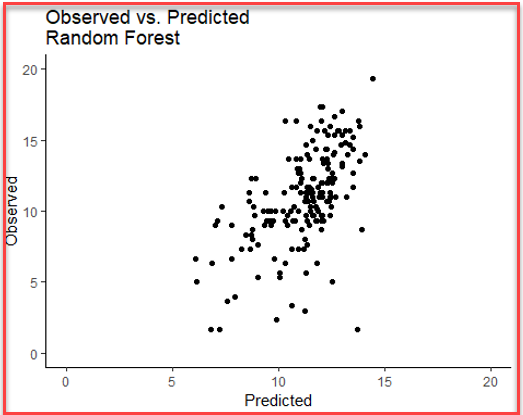 Observed vs. Predicted
Random Forest
20
15
10
5
0
Observed
0 5 10 15 20
Predicted